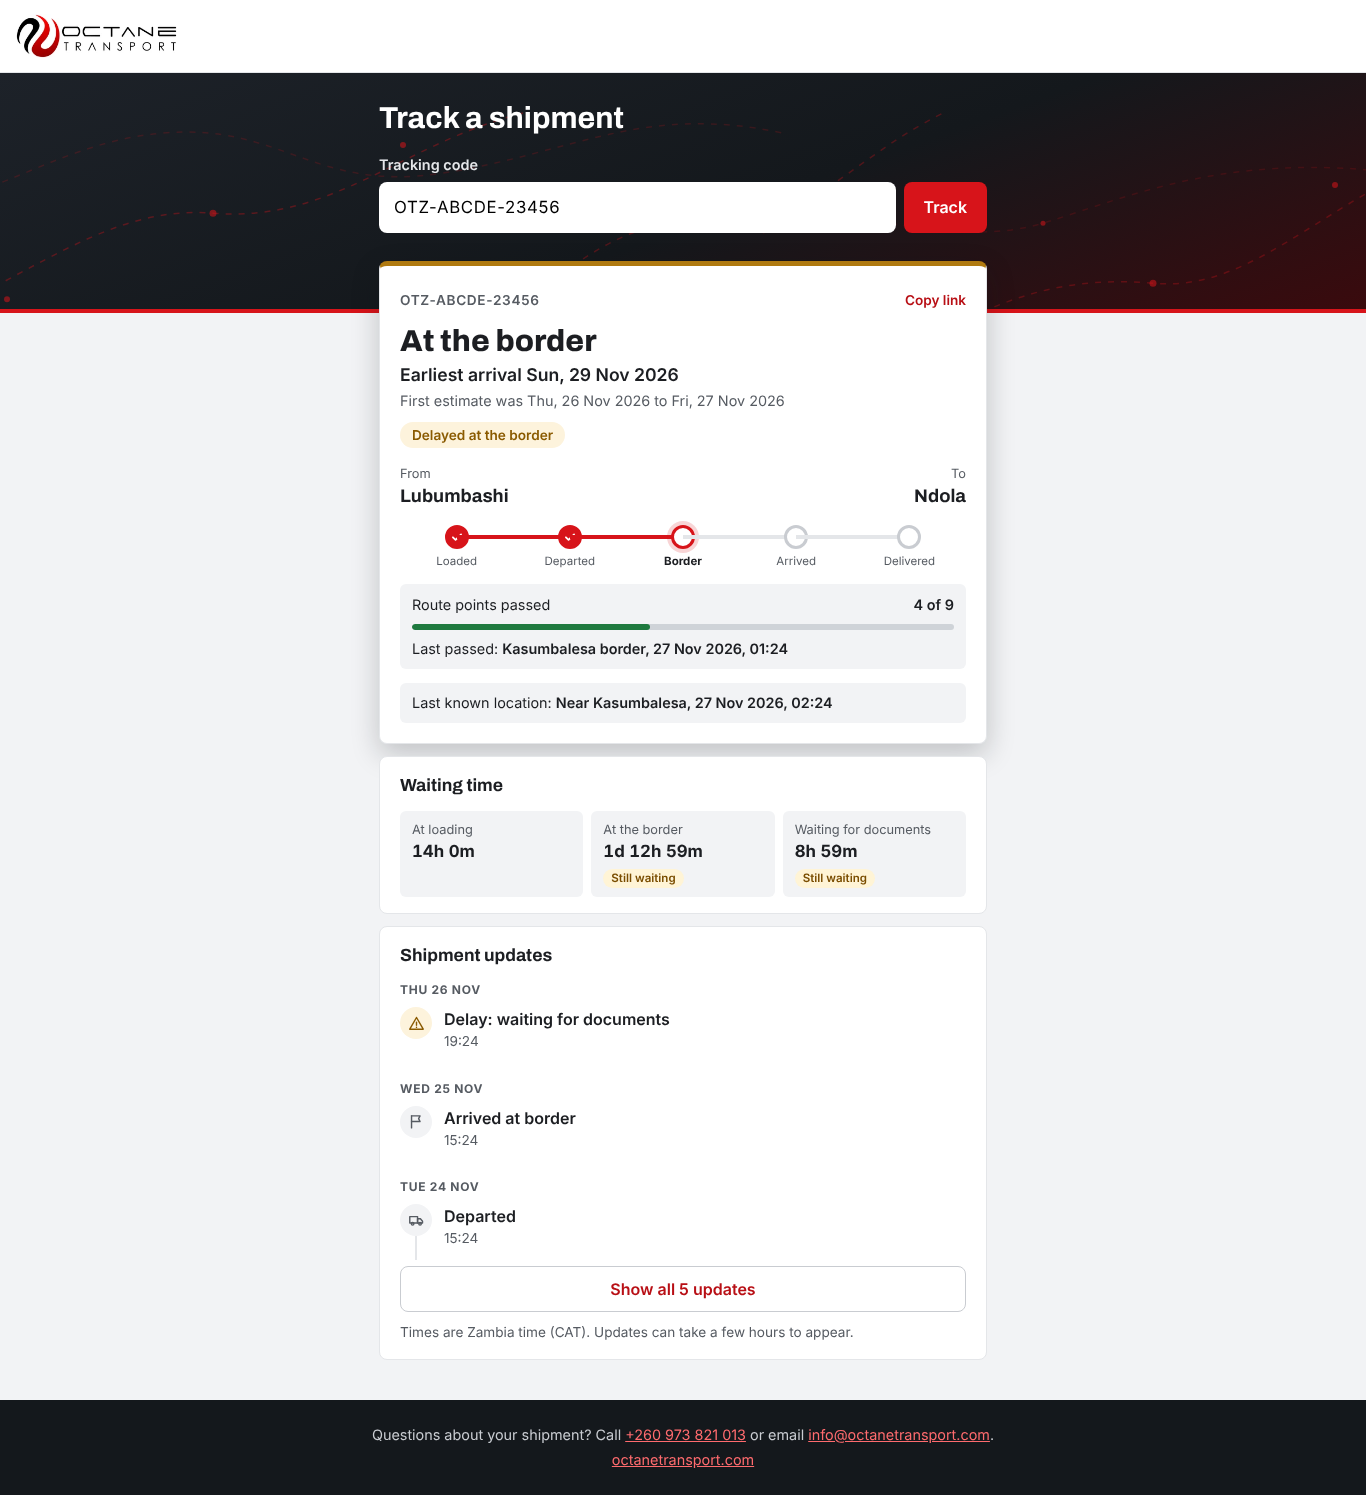 OCTANE
TRANSPORT
Track a shipment
Tracking code
OTZ-ABCDE-23456
Track
OTZ-ABCDE-23456
Copy link
At the border
Earliest arrival Sun, 29 Nov 2026
First estimate was Thu, 26 Nov 2026 to Fri, 27 Nov 2026
Delayed at the border
From
To
Lubumbashi
Ndola
Loaded
Departed
Border
Arrived
Delivered
Route points passed
4 of 9
Last passed: Kasumbalesa border, 27 Nov 2026, 01:24
Last known location: Near Kasumbalesa, 27 Nov 2026, 02:24
Waiting time
At loading
14h 0m
At the border
1d 12h 59m
Still waiting
Waiting for documents
8h 59m
Still waiting
Shipment updates
THU 26 NOV
Delay: waiting for documents
19:24
WED 25 NOV
Arrived at border
15:24
TUE 24 NOV
Departed
15:24
Show all 5 updates
Times are Zambia time (CAT). Updates can take a few hours to appear.
Questions about your shipment? Call +260 973 821 013 or email info@octanetransport.com.
octanetransport.com